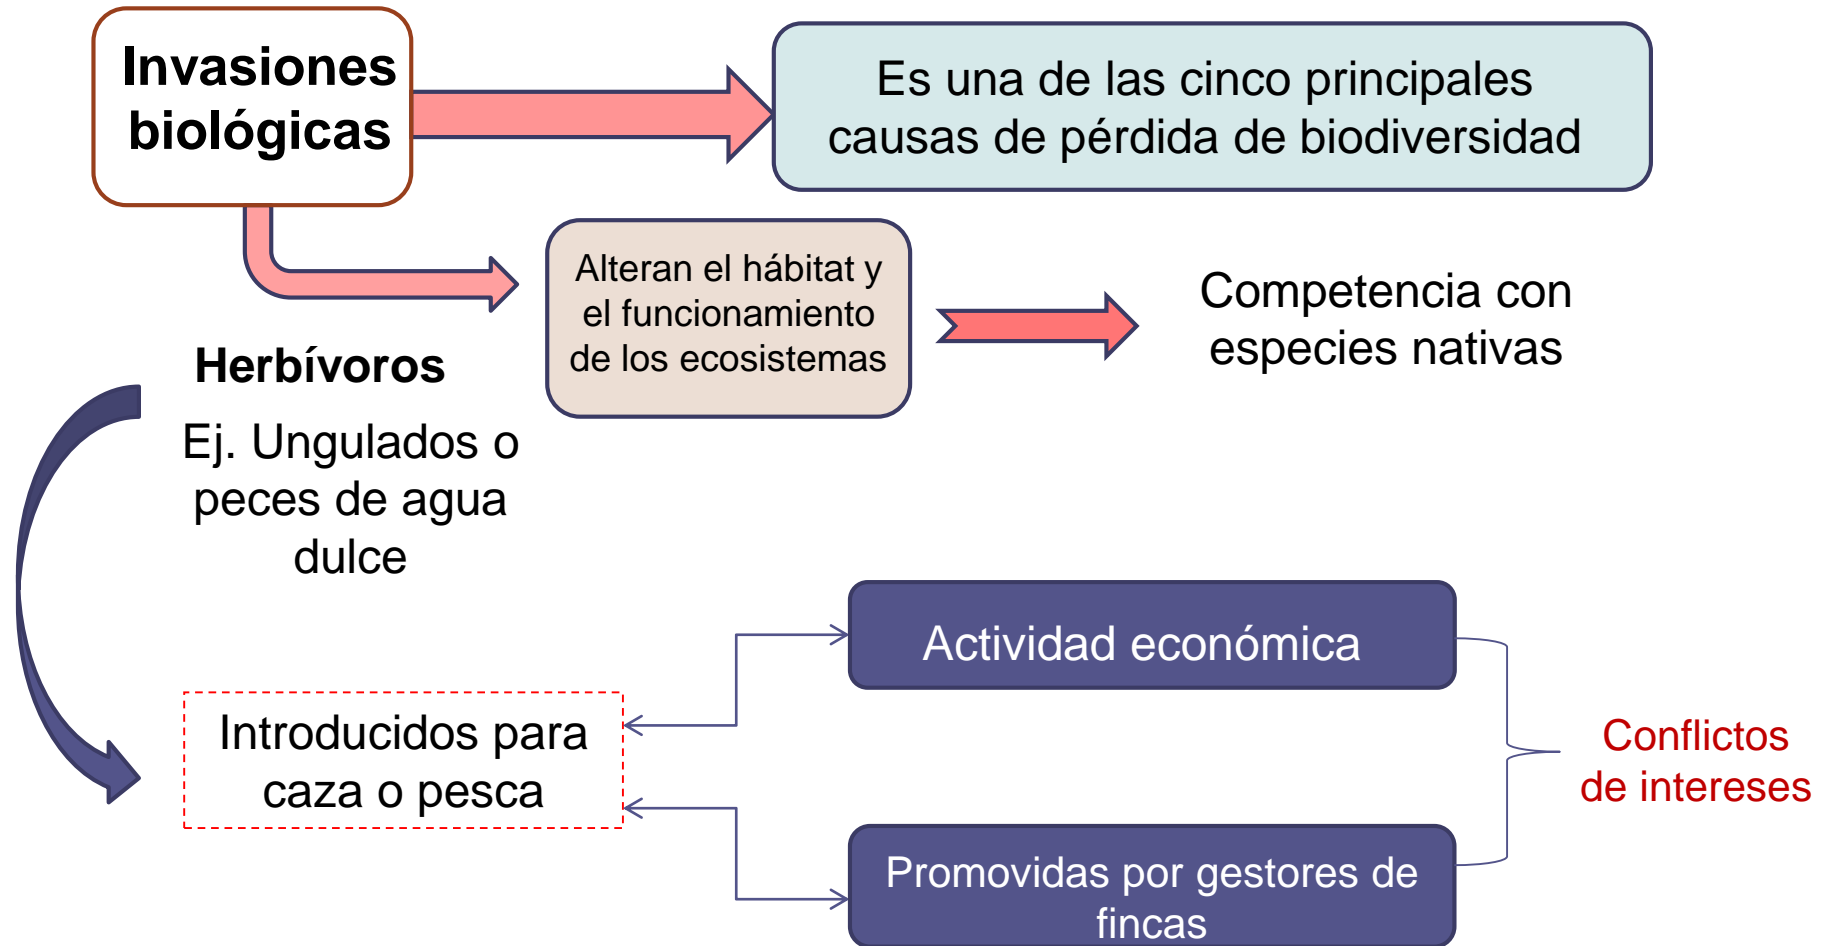 Invasiones
biológicas
Es una de las cinco principales
causas de pérdida de biodiversidad
Alteran el hábitat y
el funcionamiento
de los ecosistemas
Competencia con
especies nativas
Herbívoros
Ej. Ungulados o
peces de agua
dulce
Actividad económica
Introducidos para
caza o pesca
Conflictos
de intereses
Promovidas por gestores de
fincas